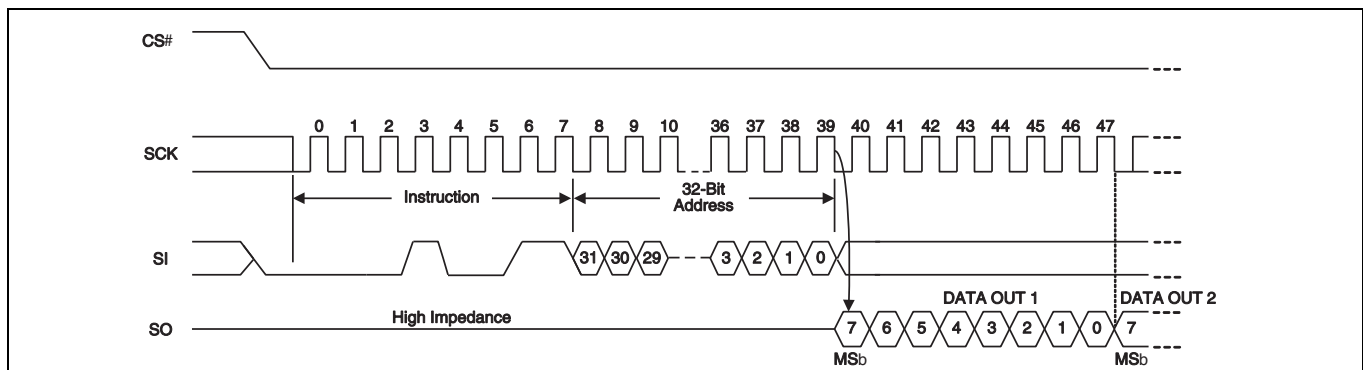 CS#
SCK
0 1 2 3 4 5 6 7 8 9 10 36 37 38 39 40 41 42 43 44 45 46 47
Instruction
32-Bit
Address
SI
31 30 29 3 2 1 0
DATA OUT 1
DATA OUT 2
High Impedance
SO
7 6 5 4 3 2 1 0 7
MSb
MSb